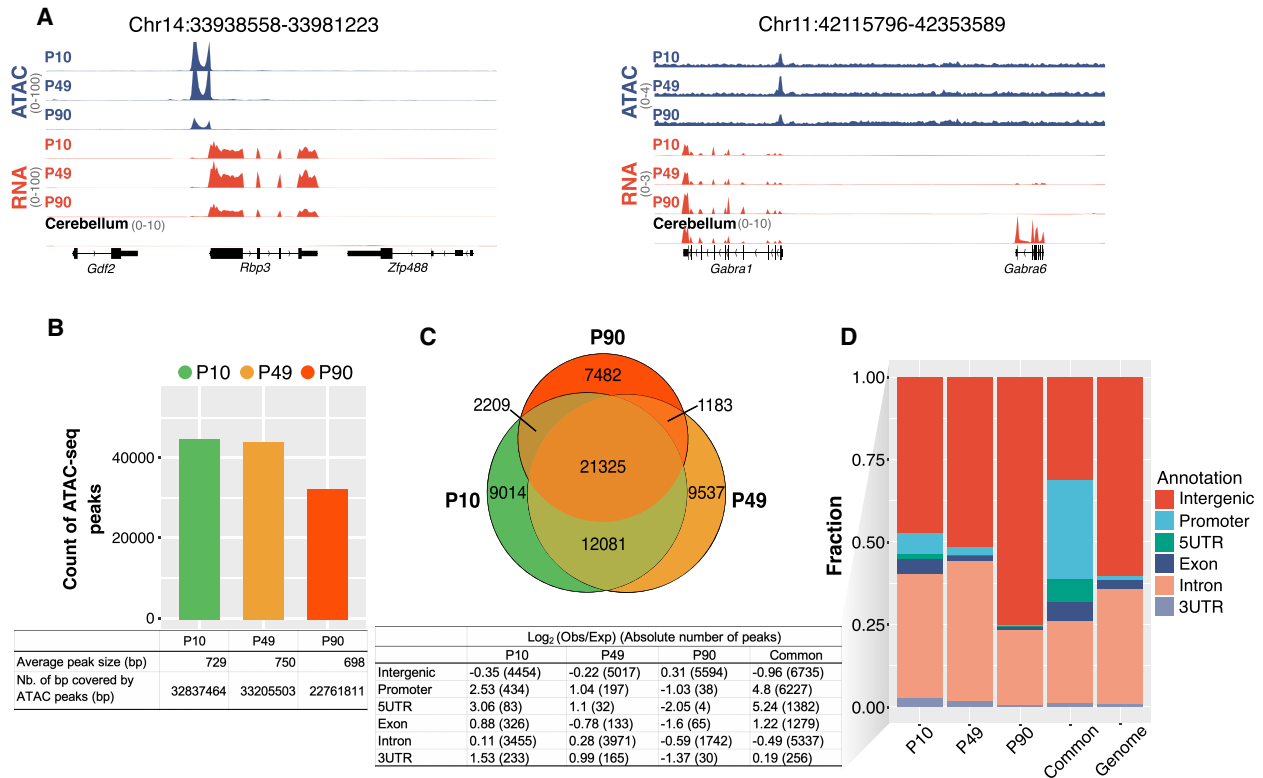 A
Chr14:33938558-33981223
Chr11:42115796-42353589
ATAC
(0-100)
P10
P49
P90
RNA
(0-100)
P10
P49
P90
Cerebellum (0-10)
Gdf2
Rbp3
Zfp488
ATAC
(0-4)
P10
P49
P90
RNA
(0-3)
P10
P49
P90
Cerebellum (0-10)
Gabra1
Gabra6
B
P10 P49 P90
Count of ATAC-seq
peaks
40000
20000
0
P10 P49 P90
Average peak size (bp) 729 750 698
Nb. of bp covered by
ATAC peaks (bp) 32837464 33205503 22761811
C
P90
7482
2209
1183
21325
P10
9014
9537
P49
12081
Log2 (Obs/Exp) (Absolute number of peaks)
P10 P49 P90 Common
Intergenic -0.35 (4454) -0.22 (5017) 0.31 (5594) -0.96 (6735)
Promoter 2.53 (434) 1.04 (197) -1.03 (38) 4.8 (6227)
5UTR 3.06 (83) 1.1 (32) -2.05 (4) 5.24 (1382)
Exon 0.88 (326) -0.78 (133) -1.6 (65) 1.22 (1279)
Intron 0.11 (3455) 0.28 (3971) -0.59 (1742) -0.49 (5337)
3UTR 1.53 (233) 0.99 (165) -1.37 (30) 0.19 (256)
D
Fraction
1.00
0.75
0.50
0.25
0.00
P10
P49
P90
Common
Genome
Annotation
Intergenic
Promoter
5UTR
Exon
Intron
3UTR